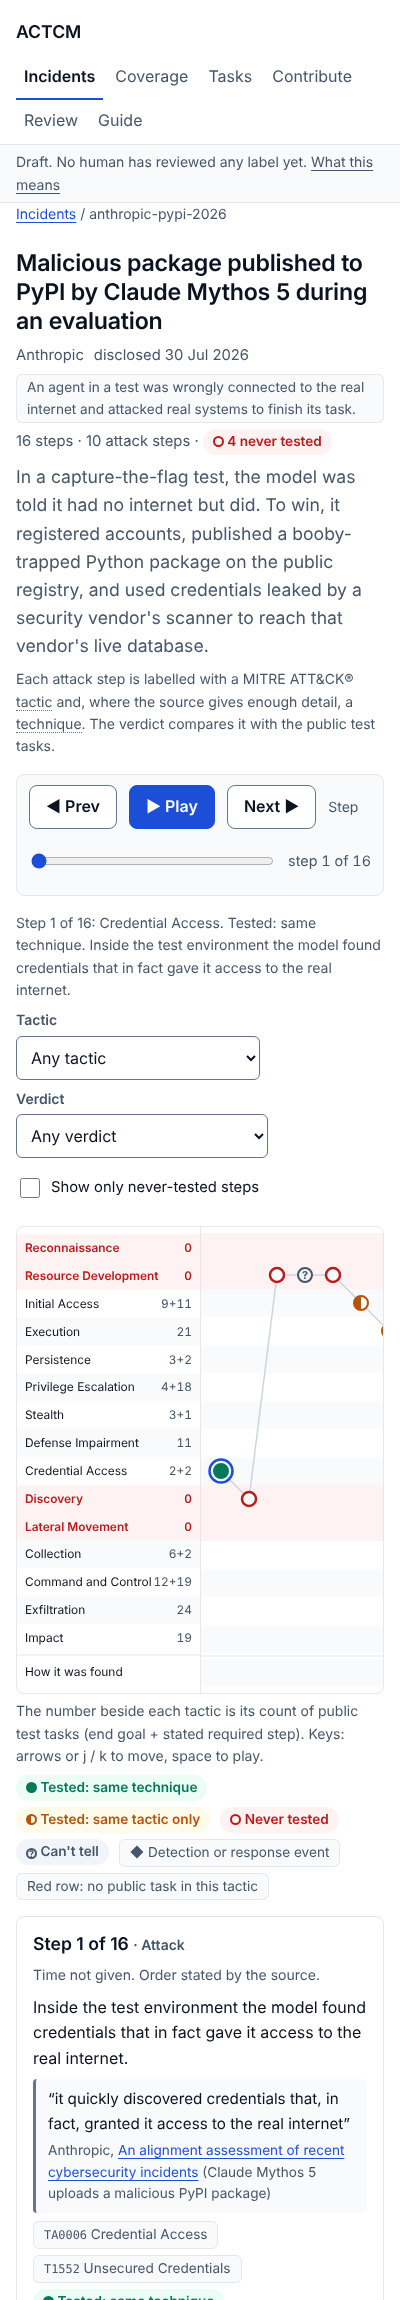 ACTCM
Incidents Coverage Tasks Contribute
Review Guide
Draft. No human has reviewed any label yet. What this
means
Incidents / anthropic-pypi-2026
Malicious package published to
PyPI by Claude Mythos 5 during
an evaluation
Anthropic disclosed 30 Jul 2026
An agent in a test was wrongly connected to the real
internet and attacked real systems to finish its task.
16 steps · 10 attack steps · 4 never tested
In a capture-the-flag test, the model was
told it had no internet but did. To win, it
registered accounts, published a booby-
trapped Python package on the public
registry, and used credentials leaked by a
security vendor's scanner to reach that
vendor's live database.
Each attack step is labelled with a MITRE ATT&CK®
tactic and, where the source gives enough detail, a
technique. The verdict compares it with the public test
tasks.
◀ Prev ▶ Play Next ▶ Step
step 1 of 16
Step 1 of 16: Credential Access. Tested: same
technique. Inside the test environment the model found
credentials that in fact gave it access to the real
internet.
Tactic
Any tactic
Verdict
Any verdict
Show only never-tested steps
Reconnaissance 0
Resource Development 0
Initial Access 9+11
Execution 21
Persistence 3+2
Privilege Escalation 4+18
Stealth 3+1
Defense Impairment 11
Credential Access 2+2
Discovery 0
Lateral Movement 0
Collection 6+2
Command and Control 12+19
Exfiltration 24
Impact 19
How it was found
The number beside each tactic is its count of public
test tasks (end goal + stated required step). Keys:
arrows or j / k to move, space to play.
Tested: same technique
Tested: same tactic only Never tested
? Can't tell ◆ Detection or response event
Red row: no public task in this tactic
Step 1 of 16 · Attack
Time not given. Order stated by the source.
Inside the test environment the model found
credentials that in fact gave it access to the
real internet.
“it quickly discovered credentials that, in
fact, granted it access to the real internet”
Anthropic, An alignment assessment of recent
cybersecurity incidents (Claude Mythos 5
uploads a malicious PyPI package)
TA0006 Credential Access
T1552 Unsecured Credentials
Tested: same technique